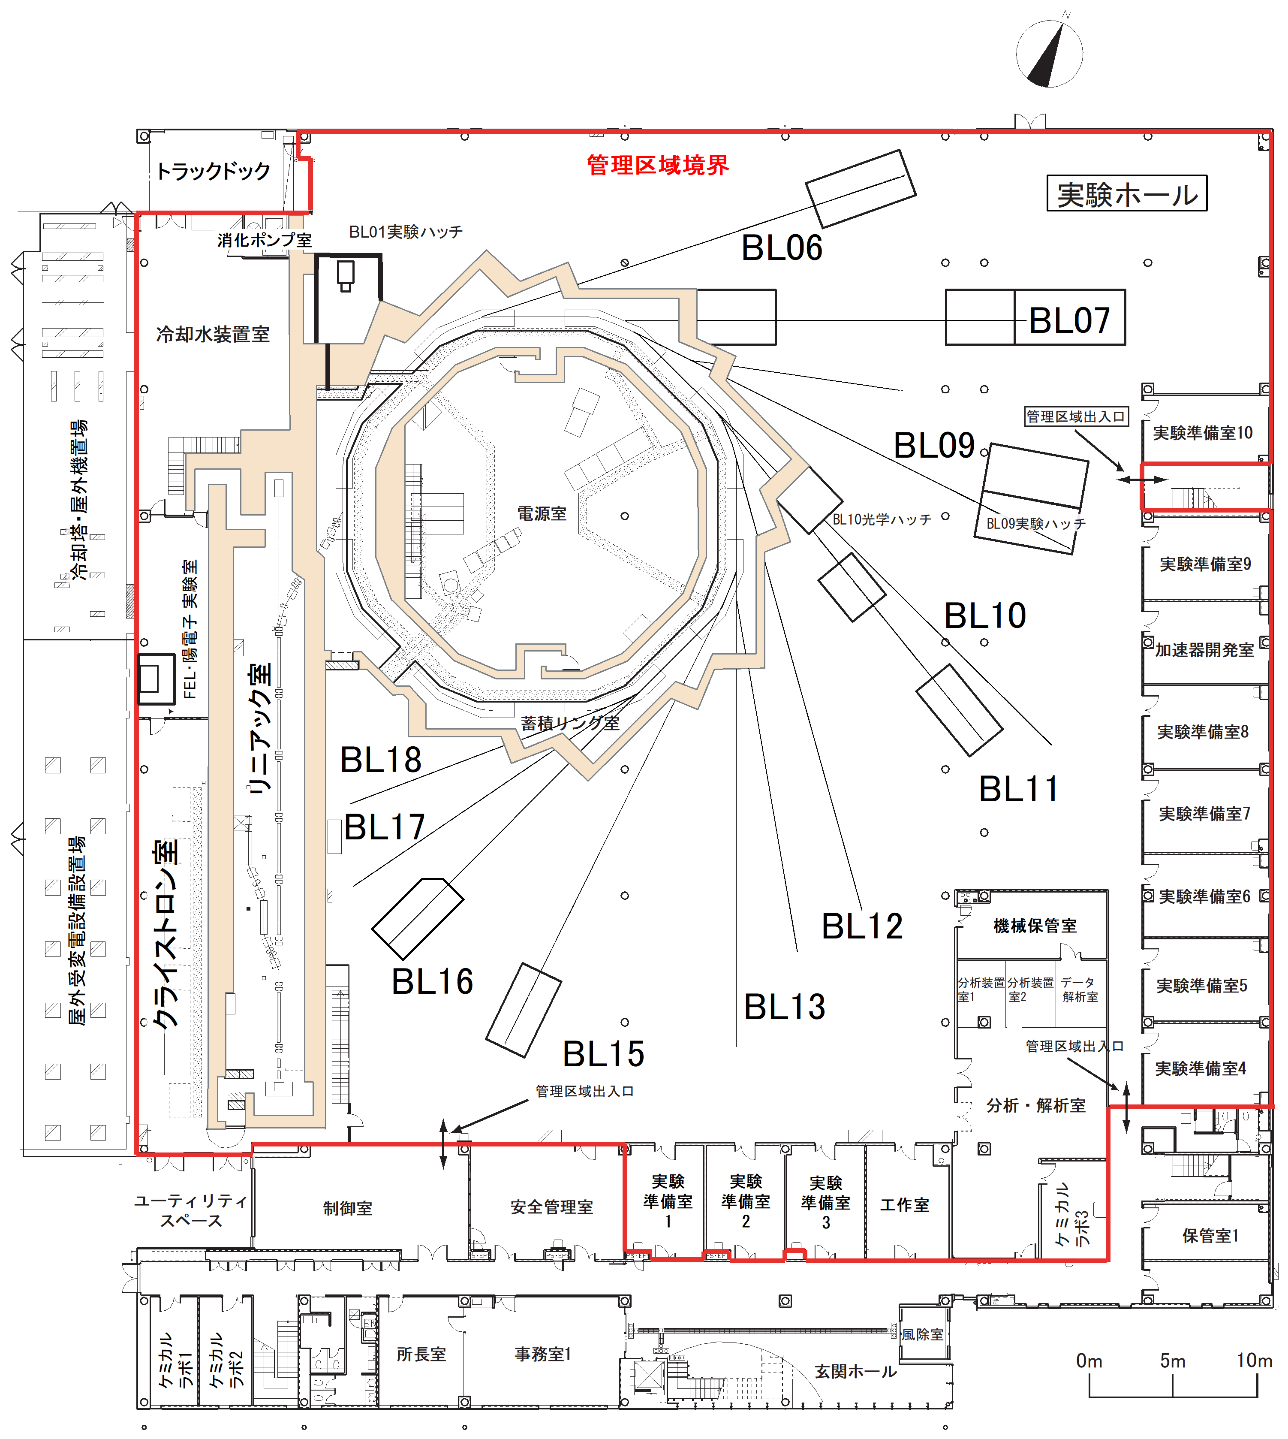 N
トラックドック
管理区域境界
実験ホール
消化ポンプ室
BL01実験ハッチ
BL06
冷却水装置室
BL07
管理区域出入口
実験準備室10
冷却塔・屋外機置場
BL09
電源室
BL10光学ハッチ
BL09実験ハッチ
実験準備室9
FEL・陽電子 実験室
BL10
加速器開発室
リニアック室
蓄積リング室
実験準備室8
BL18
BL11
BL17
実験準備室7
屋外受変電設備設置場
クライストロン室
実験準備室6
BL12
機械保管室
BL16
分析装置
室1
分析装置
室2
データ
解析室
実験準備室5
BL13
BL15
管理区域出入口
実験準備室4
管理区域出入口
分析・解析室
ユーティリティ
スペース
制御室
安全管理室
実験
準備室
1
実験
準備室
2
実験
準備室
3
工作室
ケミカル
ラボ3
保管室1
ケミカル
ラボ1
ケミカル
ラボ2
所長室
事務室1
風除室
玄関ホール
0m
5m
10m